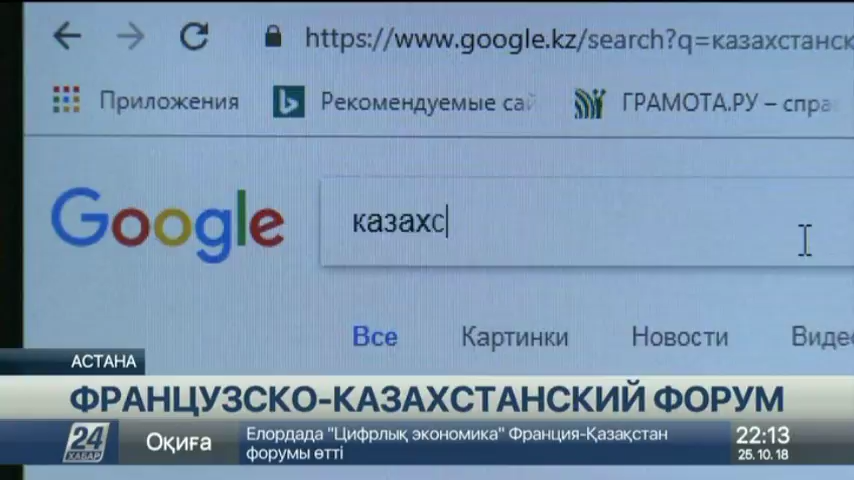 https://www.google.kz/search?q=казахстанск
Приложения
Рекомендуемые сай
ГРАМОТА.РУ – спра
Google
казахс
Все
Картинки
Новости
Видео
АСТАНА
ФРАНЦУЗСКО-КАЗАХСТАНСКИЙ ФОРУМ
24
ХАБАР
Оқиға
Елордада "Цифрлық экономика" Франция-Қазақстан
форумы өтті
22:13
25.10.18